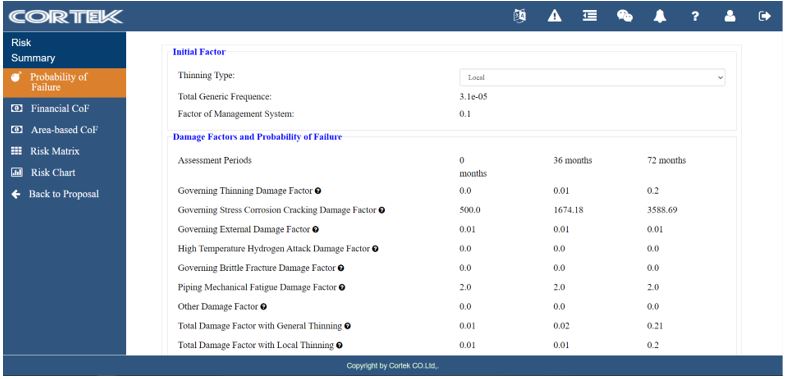 CORTEK
Risk
Summary
Probability of
Failure
Financial CoF
Area-based CoF
Risk Matrix
Risk Chart
Back to Proposal
Initial Factor
Thinning Type: Local
Total Generic Frequence: 3.1e-05
Factor of Management System: 0.1
Damage Factors and Probability of Failure
Assessment Periods 0 months 36 months 72 months
Governing Thinning Damage Factor 0.0 0.01 0.2
Governing Stress Corrosion Cracking Damage Factor 500.0 1674.18 3588.69
Governing External Damage Factor 0.01 0.01 0.01
High Temperature Hydrogen Attack Damage Factor 0.0 0.0 0.0
Governing Brittle Fracture Damage Factor 0.0 0.0 0.0
Piping Mechanical Fatigue Damage Factor 2.0 2.0 2.0
Other Damage Factor 0.0 0.0 0.0
Total Damage Factor with General Thinning 0.01 0.02 0.21
Total Damage Factor with Local Thinning 0.01 0.01 0.2
Copyright by Cortek CO.Ltd,.